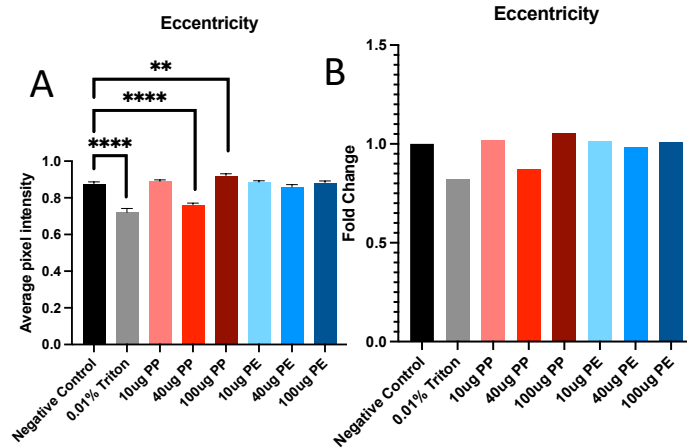 Eccentricity
A
**
****
****
Average pixel intensity
1.0
0.8
0.6
0.4
0.2
0.0
Negative Control
0.01% Triton
10ug PP
40ug PP
100ug PP
10ug PE
40ug PE
100ug PE
Eccentricity
B
Fold Change
1.5
1.0
0.5
0.0
Negative Control
0.01% Triton
10ug PP
40ug PP
100ug PP
10ug PE
40ug PE
100ug PE